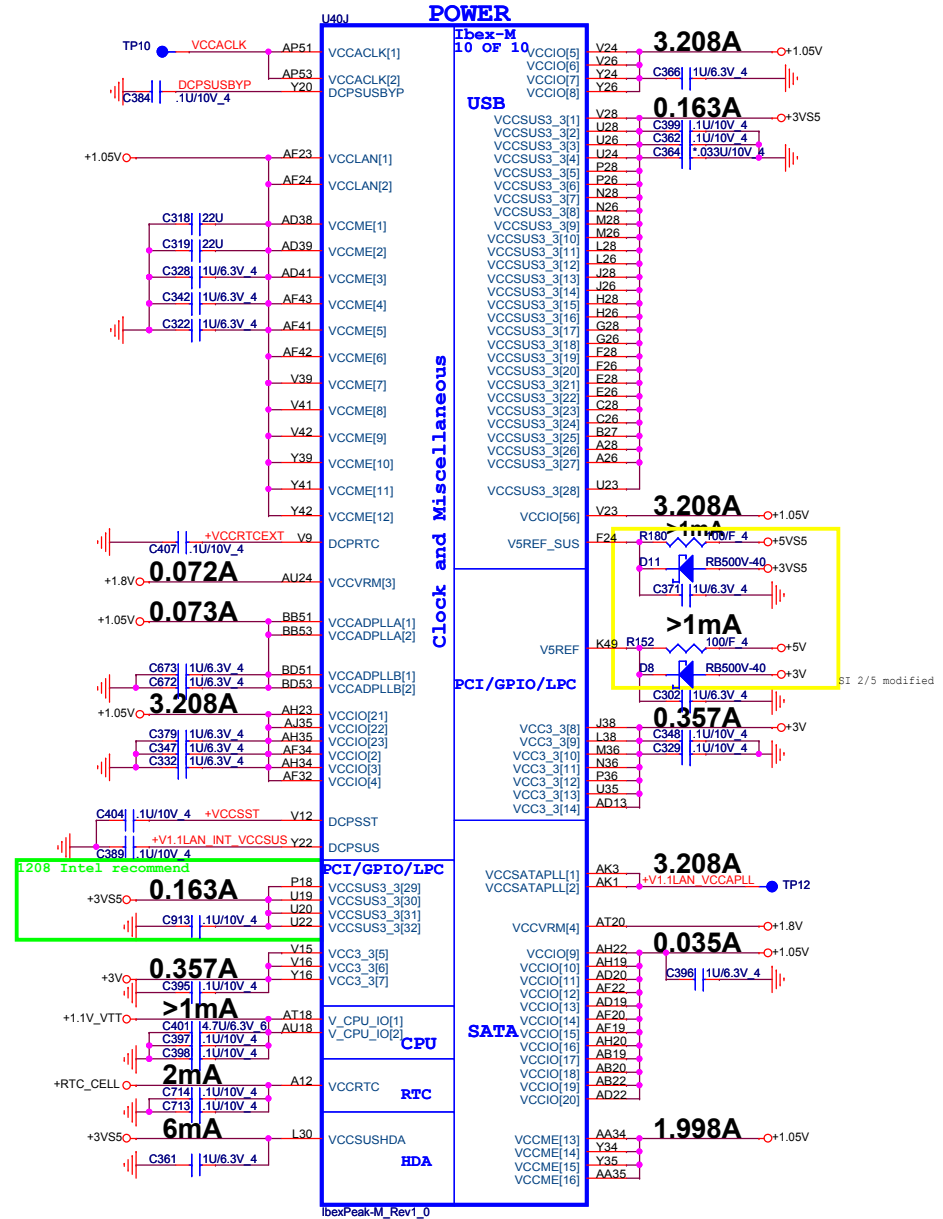 POWER
U40J
Ibex-M
10 OF 10
TP10
VCCACLK
AP51
VCCACLK[1]
AP53
VCCACLK[2]
DCPSUSBYP
Y20
DCPSUSBYP
C384
.1U/10V_4
+1.05V
AF23
VCCLAN[1]
AF24
VCCLAN[2]
C318
22U
AD38
VCCME[1]
C319
22U
AD39
VCCME[2]
C328
1U/6.3V_4
AD41
VCCME[3]
C342
1U/6.3V_4
AF43
VCCME[4]
C322
1U/6.3V_4
AF41
VCCME[5]
AF42
VCCME[6]
V39
VCCME[7]
V41
VCCME[8]
V42
VCCME[9]
Y39
VCCME[10]
Y41
VCCME[11]
Y42
VCCME[12]
+VCCRTCEXT
V9
DCPRTC
C407
.1U/10V_4
+1.8V
0.072A
AU24
VCCVRM[3]
0.073A
+1.05V
BB51
VCCADPLLA[1]
BB53
VCCADPLLA[2]
C673
1U/6.3V_4
BD51
VCCADPLLB[1]
C672
1U/6.3V_4
BD53
VCCADPLLB[2]
3.208A
+1.05V
AH23
VCCIO[21]
AJ35
VCCIO[22]
C379
1U/6.3V_4
AH35
VCCIO[23]
C347
1U/6.3V_4
AF34
VCCIO[2]
C332
1U/6.3V_4
AH34
VCCIO[3]
AF32
VCCIO[4]
C404
.1U/10V_4
+VCCSST
V12
DCPSST
+V1.1LAN_INT_VCCSUS
Y22
DCPSUS
C389
.1U/10V_4
1208 Intel recommend
PCI/GPIO/LPC
+3VS5
0.163A
P18
VCCSUS3_3[29]
U19
VCCSUS3_3[30]
U20
VCCSUS3_3[31]
C913
.1U/10V_4
U22
VCCSUS3_3[32]
V15
VCC3_3[5]
V16
VCC3_3[6]
+3V
0.357A
Y16
VCC3_3[7]
C395
.1U/10V_4
>1mA
+1.1V_VTT
AT18
V_CPU_IO[1]
C401
4.7U/6.3V_6
AU18
V_CPU_IO[2]
CPU
C397
.1U/10V_4
C398
.1U/10V_4
2mA
+RTC_CELL
A12
VCCRTC
RTC
C714
.1U/10V_4
C713
.1U/10V_4
6mA
+3VS5
L30
VCCSUSHDA
HDA
C361
1U/6.3V_4
IbexPeak-M_Rev1_0
Clock and Miscellaneous
USB
VCCIO[5]
V24
3.208A
+1.05V
VCCIO[6]
V26
VCCIO[7]
Y24
C366
1U/6.3V_4
VCCIO[8]
Y26
VCCSUS3_3[1]
V28
0.163A
+3VS5
VCCSUS3_3[2]
U28
C399
.1U/10V_4
VCCSUS3_3[3]
U26
C362
.1U/10V_4
VCCSUS3_3[4]
U24
C364
*.033U/10V_4
VCCSUS3_3[5]
P28
VCCSUS3_3[6]
P26
VCCSUS3_3[7]
N28
VCCSUS3_3[8]
N26
VCCSUS3_3[9]
M28
VCCSUS3_3[10]
M26
VCCSUS3_3[11]
L28
VCCSUS3_3[12]
L26
VCCSUS3_3[13]
J28
VCCSUS3_3[14]
J26
VCCSUS3_3[15]
H28
VCCSUS3_3[16]
H26
VCCSUS3_3[17]
G28
VCCSUS3_3[18]
G26
VCCSUS3_3[19]
F28
VCCSUS3_3[20]
F26
VCCSUS3_3[21]
E28
VCCSUS3_3[22]
E26
VCCSUS3_3[23]
C28
VCCSUS3_3[24]
C26
VCCSUS3_3[25]
B27
VCCSUS3_3[26]
A28
VCCSUS3_3[27]
A26
VCCSUS3_3[28]
U23
VCCIO[56]
V23
3.208A
+1.05V
>1mA
V5REF_SUS
F24
R180
100/F_4
+5VS5
D11
RB500V-40
+3VS5
C371
1U/6.3V_4
>1mA
V5REF
K49
R152
100/F_4
+5V
D8
RB500V-40
+3V
SI 2/5 modified
PCI/GPIO/LPC
C302
1U/6.3V_4
VCC3_3[8]
J38
0.357A
+3V
VCC3_3[9]
L38
C348
.1U/10V_4
VCC3_3[10]
M36
C329
.1U/10V_4
VCC3_3[11]
N36
VCC3_3[12]
P36
VCC3_3[13]
U35
VCC3_3[14]
AD13
VCCSATAPLL[1]
AK3
3.208A
VCCSATAPLL[2]
AK1
+V1.1LAN_VCCAPLL
TP12
VCCVRM[4]
AT20
+1.8V
VCCIO[9]
AH22
0.035A
+1.05V
VCCIO[10]
AH19
VCCIO[11]
AD20
C396
1U/6.3V_4
VCCIO[12]
AF22
VCCIO[13]
AD19
VCCIO[14]
AF20
VCCIO[15]
AF19
SATA
VCCIO[16]
AH20
VCCIO[17]
AB19
VCCIO[18]
AB20
VCCIO[19]
AB22
VCCIO[20]
AD22
VCCME[13]
AA34
1.998A
+1.05V
VCCME[14]
Y34
VCCME[15]
Y35
VCCME[16]
AA35